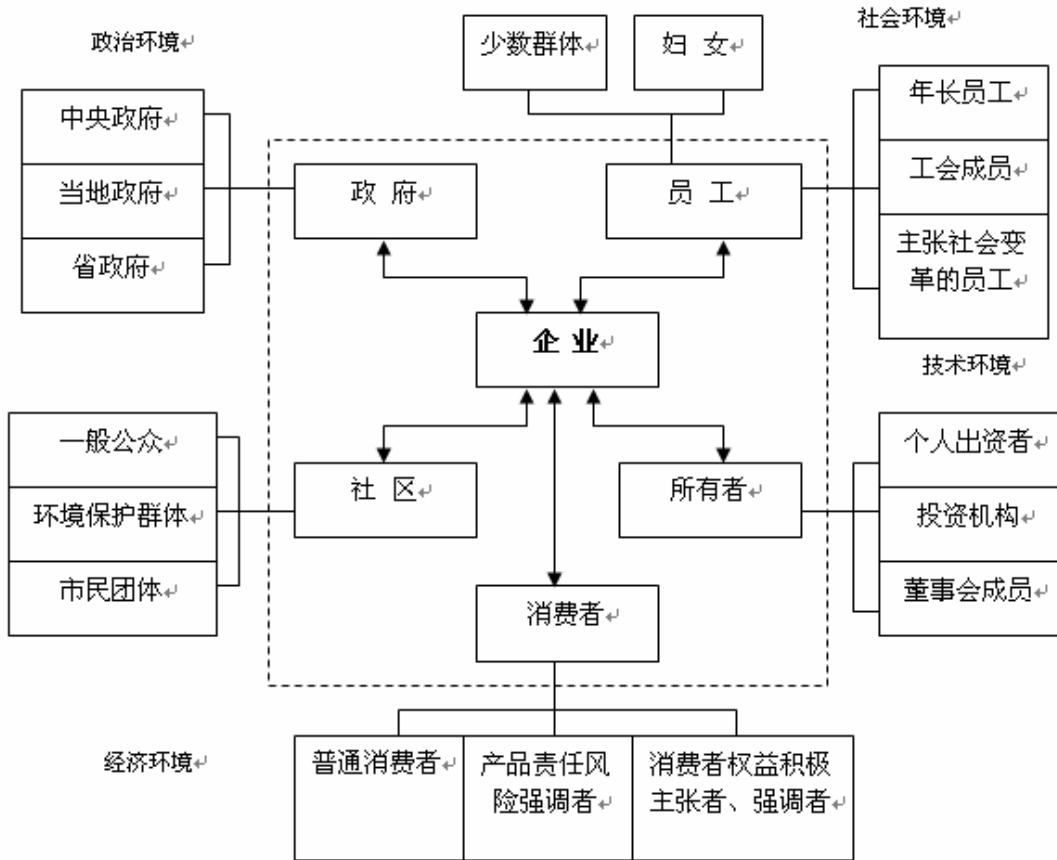 政治环境
少数群体
妇 女
社会环境
中央政府
当地政府
省政府
政 府
员 工
年长员工
工会成员
主张社会变
革的员工
企 业
技术环境
一般公众
环境保护群体
市民团体
社 区
所有者
个人出资者
投资机构
董事会成员
消费者
经济环境
普通消费者
产品责任风
险强调者
消费者权益积极
主张者、强调者